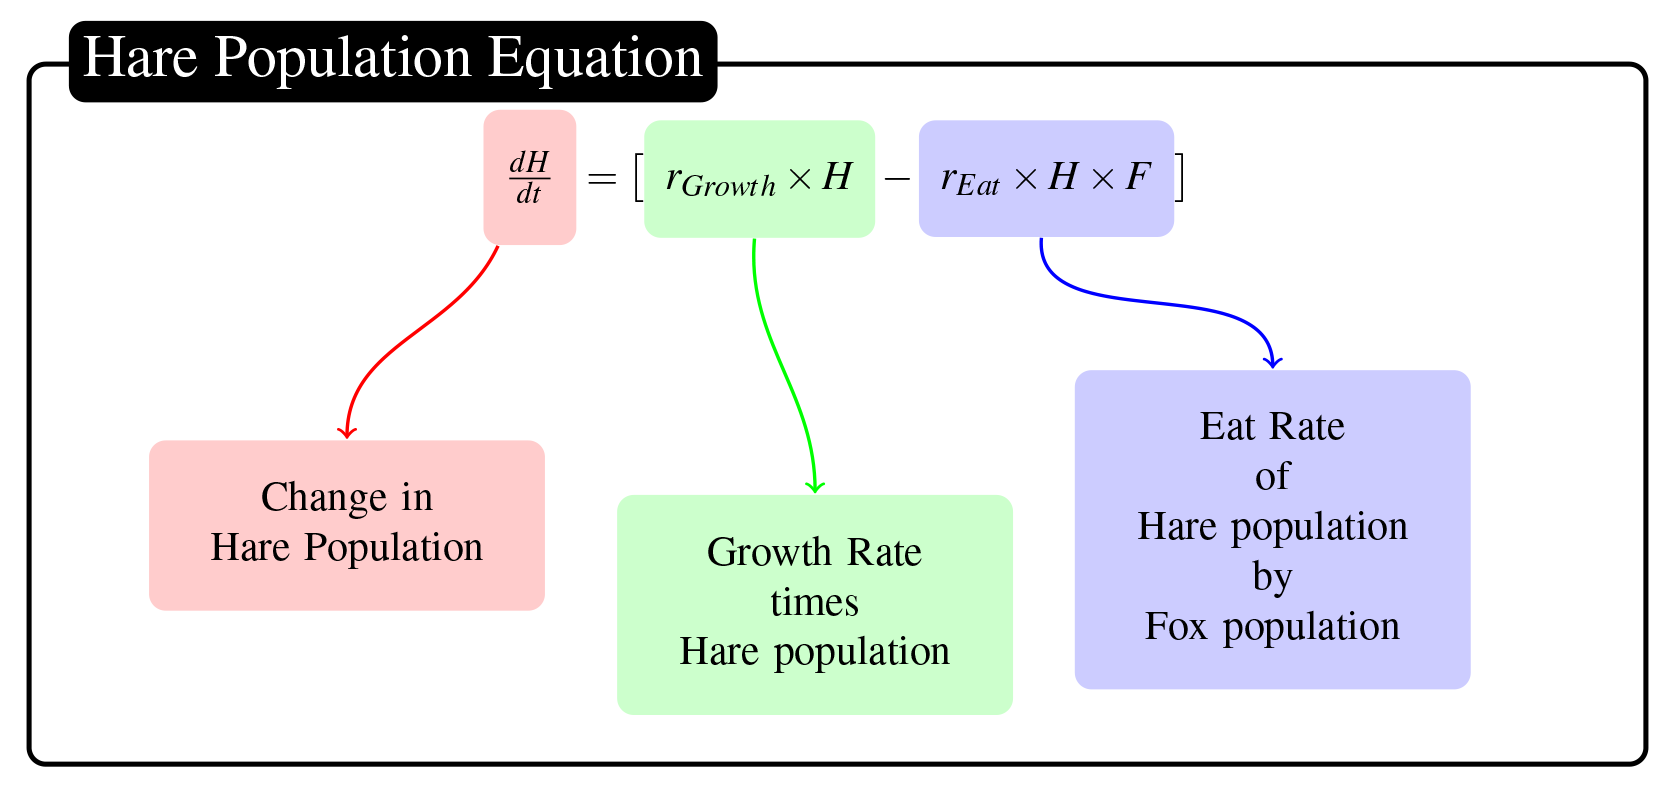 Hare Population Equation
dH/dt = [ r_Growth × H − r_Eat × H × F ]
Change in
Hare Population
Growth Rate
times
Hare population
Eat Rate
of
Hare population
by
Fox population